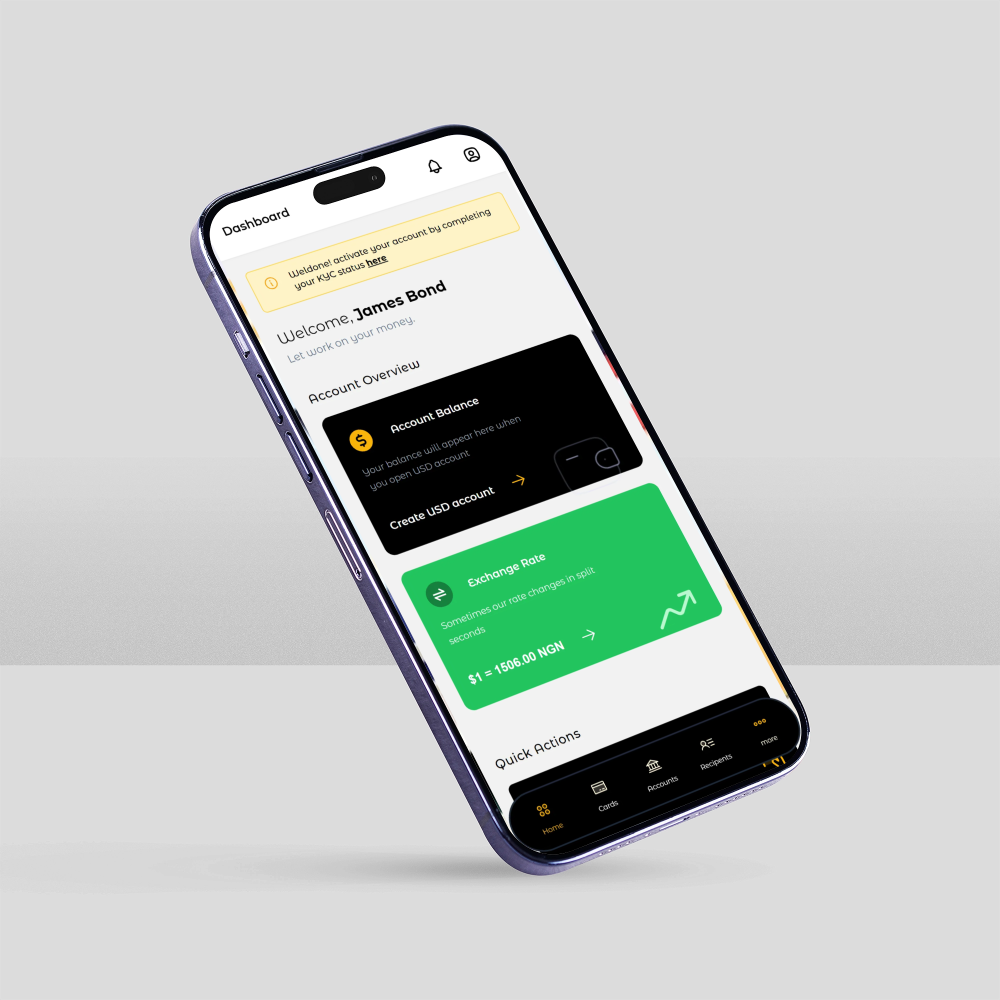 Dashboard
Weldone! activate your account by completing
your KYC status here
Welcome, James Bond
Let work on your money.
Account Overview
Account Balance
Your balance will appear here when
you open USD account
Create USD account
Exchange Rate
Sometimes our rate changes in split
seconds
$1 = 1506.00 NGN
Quick Actions
Home
Cards
Accounts
Recipents
more